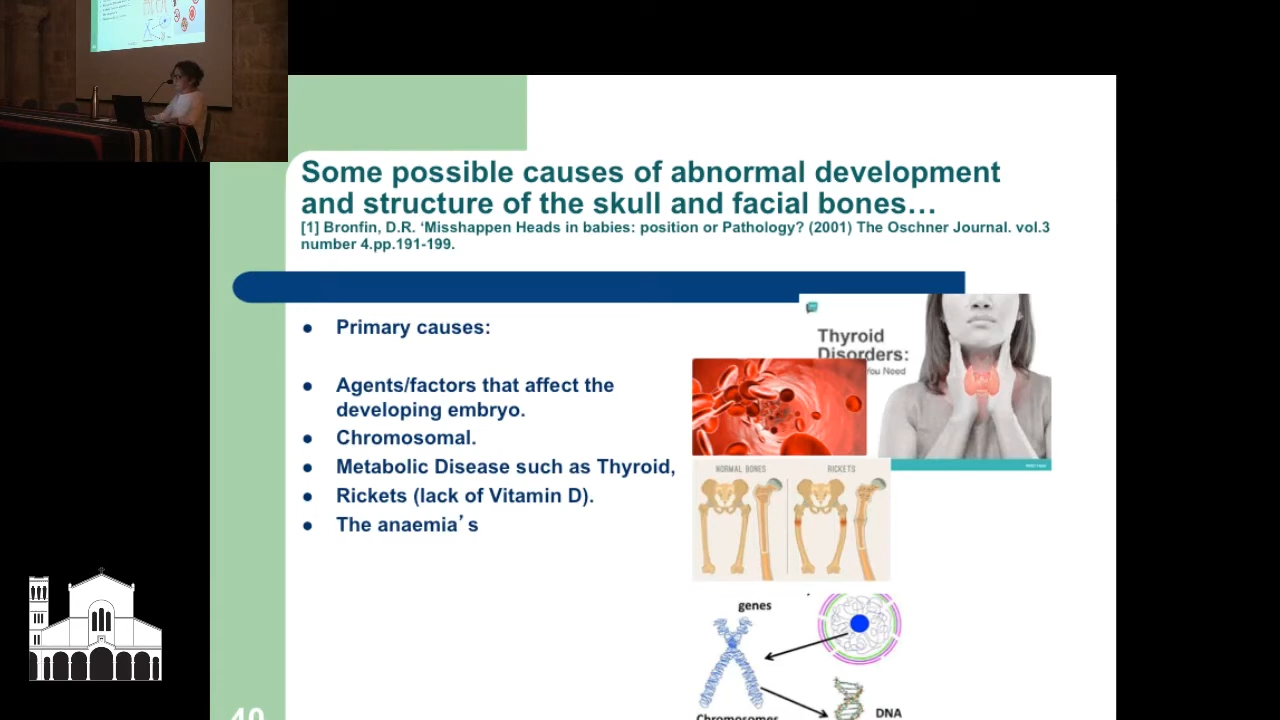 Some possible causes of abnormal development
and structure of the skull and facial bones…
[1] Bronfin, D.R. ‘Misshappen Heads in babies: position or Pathology? (2001) The Oschner Journal. vol.3
number 4.pp.191-199.
● Primary causes:
● Agents/factors that affect the
developing embryo.
● Chromosomal.
● Metabolic Disease such as Thyroid,
● Rickets (lack of Vitamin D).
● The anaemia’s
Thyroid
Disorders:
You Need
NORMAL BONES
RICKETS
genes
Chromosomes
DNA
40